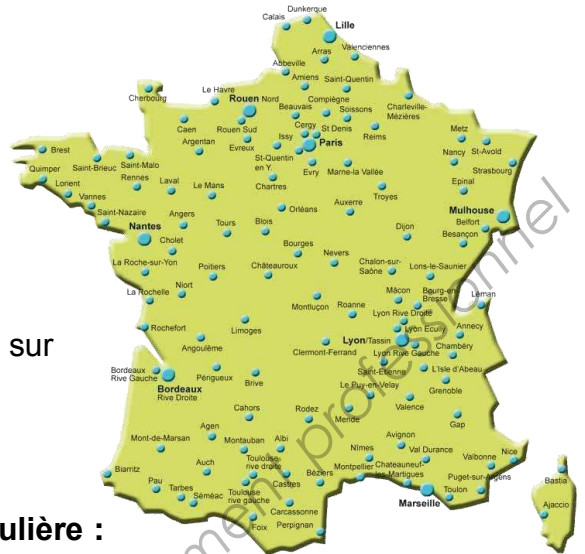 Dunkerque
Calais
Lille
Arras
Valenciennes
Abbeville
Amiens
Saint-Quentin
Cherbourg
Le Havre
Rouen Nord
Beauvais
Compiègne
Charleville-
Mézières
Caen
Rouen Sud
Cergy
St Denis
Soissons
Reims
Metz
St-Avold
Argentan
Evreux
Issy
Paris
Nancy
Strasbourg
Brest
Saint-Brieuc
Saint-Malo
St-Quentin
en Y.
Evry
Marne-la Vallée
Quimper
Rennes
Laval
Le Mans
Chartres
Epinal
Lorient
Vannes
Orléans
Auxerre
Troyes
Mulhouse
Saint-Nazaire
Angers
Tours
Blois
Dijon
Belfort
Besançon
Nantes
Cholet
Bourges
Nevers
Chalon-sur-
Saône
Lons-le-Saunier
La Roche-sur-Yon
Poitiers
Châteauroux
Mâcon
Bourg-en-
Bresse
La Rochelle
Niort
Montluçon
Roanne
Lyon Rive Droite
Léman
Rochefort
Limoges
Lyon Ecully
Annecy
sur
Angoulême
Clermont-Ferrand
Lyon/Tassin
Lyon Rive Gauche
Chambéry
Bordeaux
Rive Gauche
Périgueux
Brive
Saint-Etienne
L'Isle d'Abeau
Bordeaux
Rive Droite
Le Puy-en-Velay
Grenoble
Cahors
Rodez
Mende
Valence
Gap
Agen
Mont-de-Marsan
Montauban
Albi
Avignon
Toulouse
rive droite
Nîmes
Val Durance
Nice
Auch
Montpellier
Chateauneuf-
les-Martigues
Valbonne
Biarritz
Pau
Tarbes
Séméac
Toulouse
rive gauche
Castres
Béziers
Puget-sur-Argens
Bastia
Carcassonne
Marseille
Toulon
Foix
Perpignan
Ajaccio
ulière :
ement professionnel